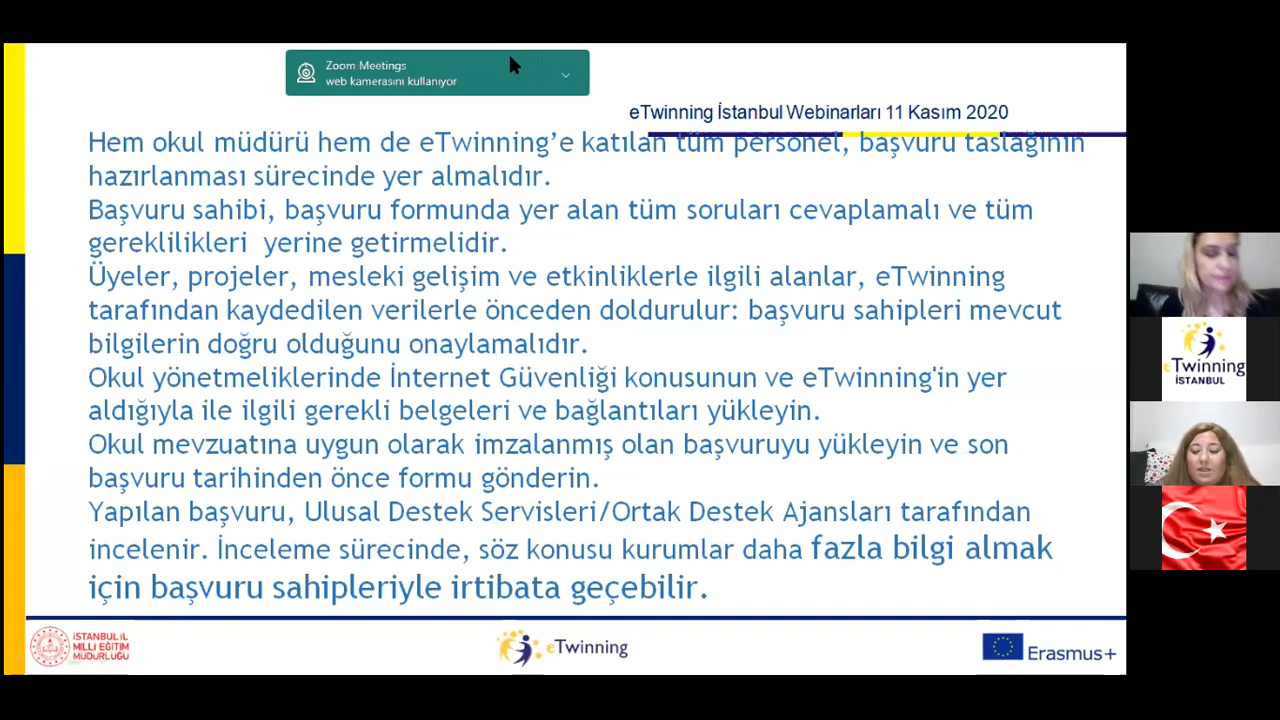 Zoom Meetings
web kamerasını kullanıyor
eTwinning İstanbul Webinarları 11 Kasım 2020
Hem okul müdürü hem de eTwinning’e katılan tüm personel, başvuru taslağının
hazırlanması sürecinde yer almalıdır.
Başvuru sahibi, başvuru formunda yer alan tüm soruları cevaplamalı ve tüm
gereklilikleri yerine getirmelidir.
Üyeler, projeler, mesleki gelişim ve etkinliklerle ilgili alanlar, eTwinning
tarafından kaydedilen verilerle önceden doldurulur: başvuru sahipleri mevcut
bilgilerin doğru olduğunu onaylamalıdır.
Okul yönetmeliklerinde İnternet Güvenliği konusunun ve eTwinning'in yer
aldığıyla ile ilgili gerekli belgeleri ve bağlantıları yükleyin.
Okul mevzuatına uygun olarak imzalanmış olan başvuruyu yükleyin ve son
başvuru tarihinden önce formu gönderin.
Yapılan başvuru, Ulusal Destek Servisleri/Ortak Destek Ajansları tarafından
incelenir. İnceleme sürecinde, söz konusu kurumlar daha fazla bilgi almak
için başvuru sahipleriyle irtibata geçebilir.
eTwinning
İSTANBUL
İSTANBUL İL
MİLLİ EĞİTİM
MÜDÜRLÜĞÜ
eTwinning
Erasmus+